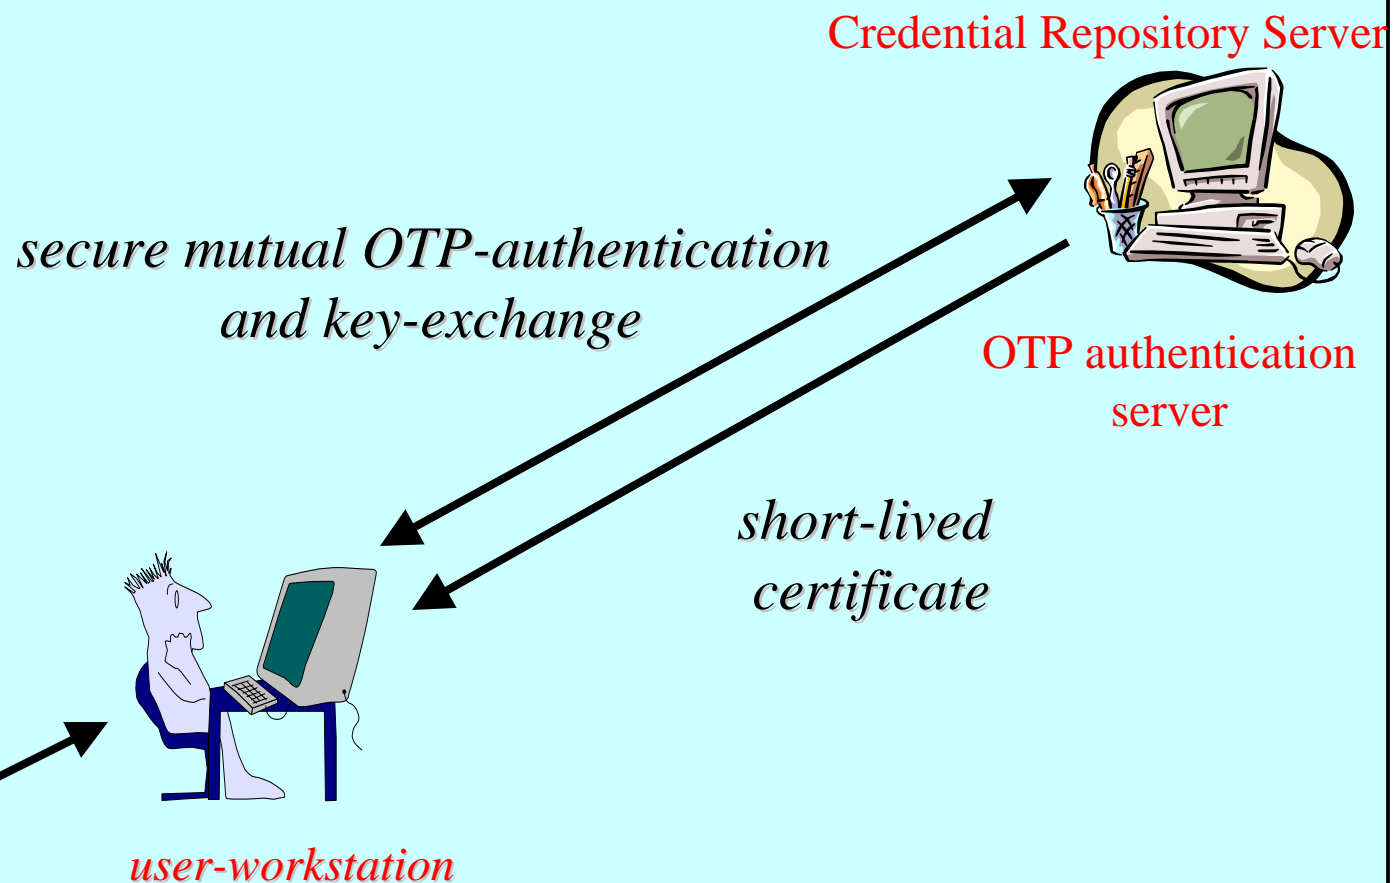 Credential Repository Server
secure mutual OTP-authentication
and key-exchange
OTP authentication
server
short-lived
certificate
user-workstation